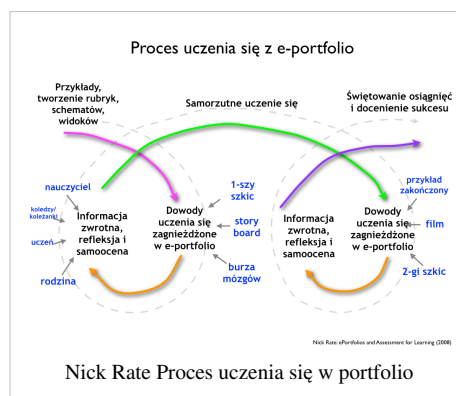 Proces uczenia się z e-portfolio
Przykłady,
tworzenie rubryk,
schematów,
widoków
Samorzutne uczenie się
Świętowanie osiągnięć
i docenienie sukcesu
nauczyciel
koledzy/
koleżanki
uczeń
rodzina
Informacja
zwrotna,
refleksja i
samoocena
Dowody
uczenia się
zagnieżdżone
w e-portfolio
1-szy
szkic
story
board
burza
mózgów
Informacja
zwrotna,
refleksja i
samoocena
Dowody
uczenia się
zagnieżdżone
w e-portfolio
przykład
zakończony
film
2-gi szkic
Nick Rate: ePortfolios and Assessment for Learning (2008)
Nick Rate Proces uczenia się w portfolio